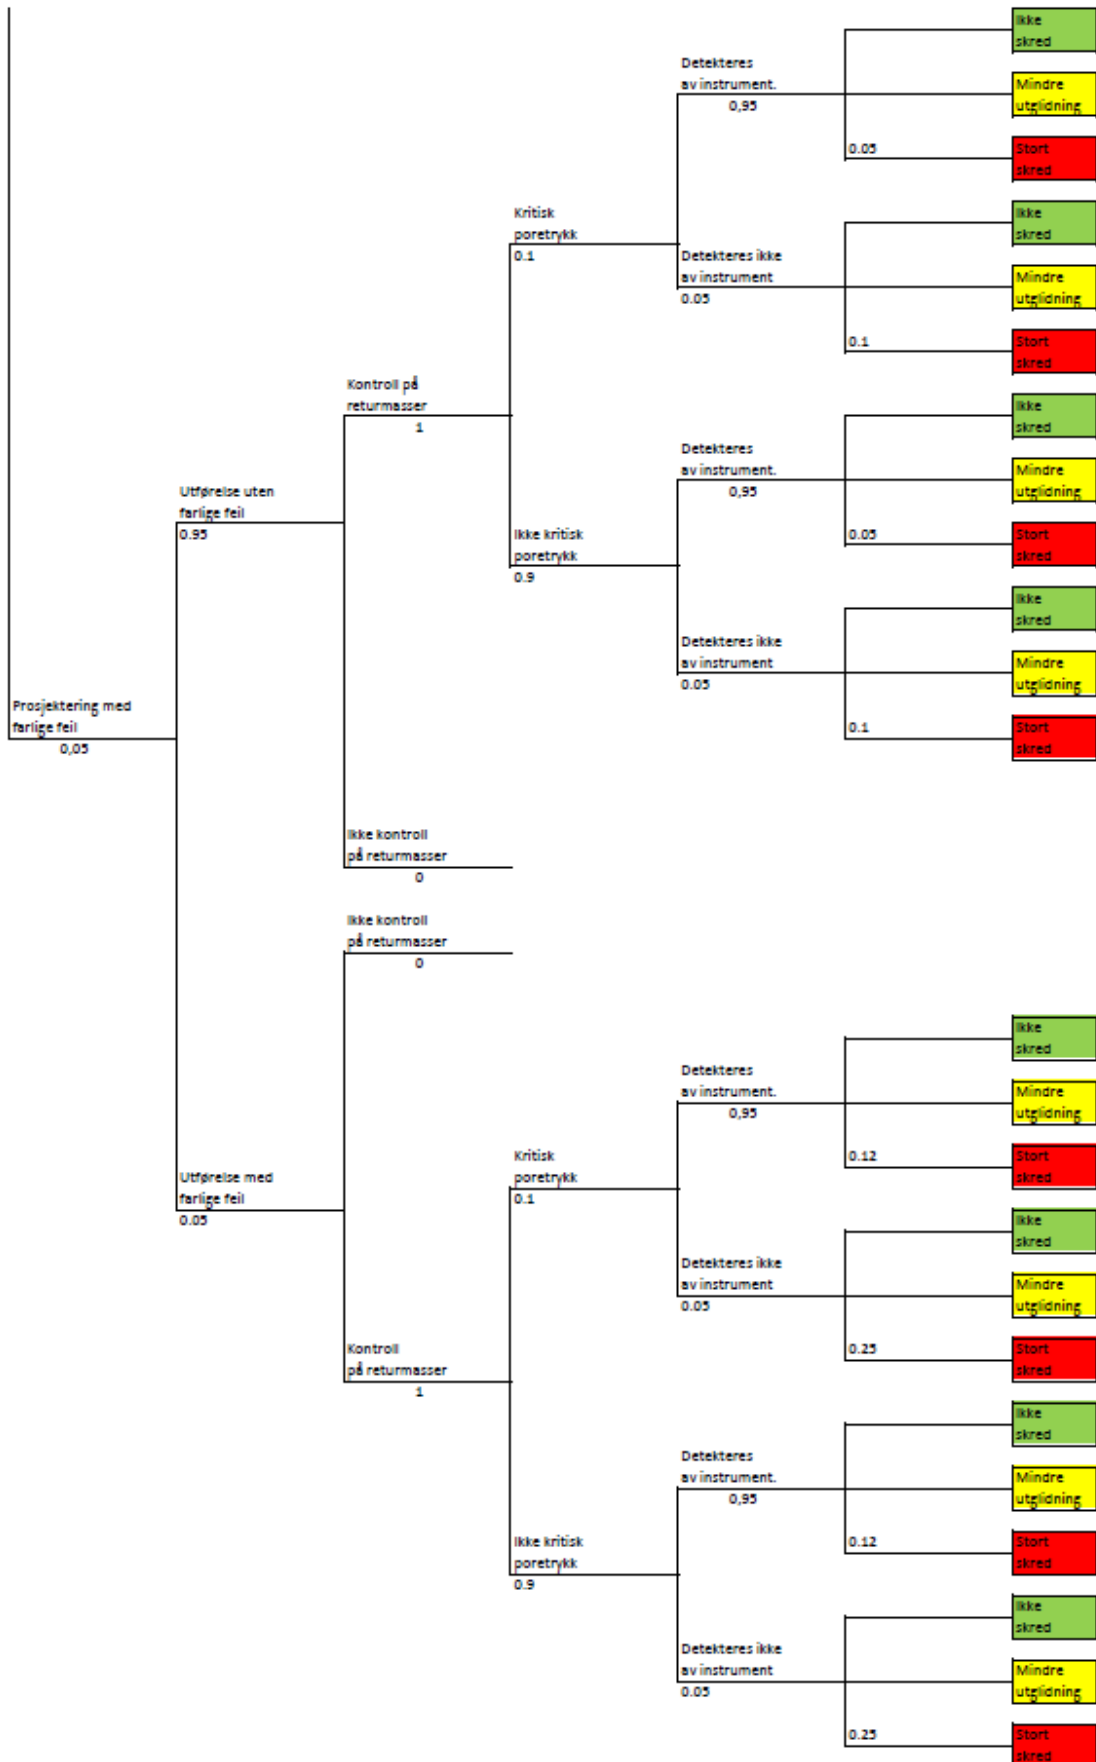 Ikke
skred
Detekteres
av instrument.
0,95
Mindre
utglidning
0.05
Stort
skred
Kritisk
poretrykk
0.1
Ikke
skred
Detekteres ikke
av instrument
0.05
Mindre
utglidning
0.1
Stort
skred
Kontroll på
returmasser
1
Ikke
skred
Detekteres
av instrument.
0,95
Mindre
utglidning
Utførelse uten
farlige feil
0.95
0.05
Stort
skred
Ikke kritisk
poretrykk
0.9
Ikke
skred
Detekteres ikke
av instrument
0.05
Mindre
utglidning
Prosjektering med
farlige feil
0,05
0.1
Stort
skred
Ikke kontroll
på returmasser
0
Ikke kontroll
på returmasser
0
Ikke
skred
Detekteres
av instrument.
0,95
Mindre
utglidning
0.12
Stort
skred
Kritisk
poretrykk
0.1
Utførelse med
farlige feil
0.05
Ikke
skred
Detekteres ikke
av instrument
0.05
Mindre
utglidning
0.25
Stort
skred
Kontroll
på returmasser
1
Ikke
skred
Detekteres
av instrument.
0,95
Mindre
utglidning
0.12
Stort
skred
Ikke kritisk
poretrykk
0.9
Ikke
skred
Detekteres ikke
av instrument
0.05
Mindre
utglidning
0.25
Stort
skred